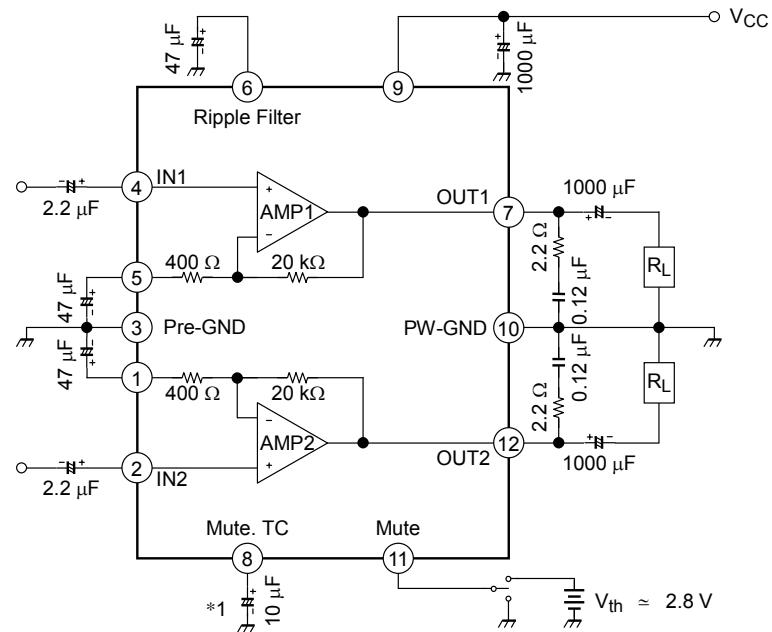 47 µF
1000 µF
V_CC
6
9
Ripple Filter
4
IN1
2.2 µF
AMP1
+
−
OUT1
7
1000 µF
2.2 Ω
0.12 µF
R_L
5
400 Ω
20 kΩ
47 µF
3
Pre-GND
PW-GND
10
47 µF
1
400 Ω
20 kΩ
0.12 µF
2.2 Ω
R_L
AMP2
−
+
OUT2
12
1000 µF
2
IN2
2.2 µF
Mute. TC
Mute
8
11
*1
10 µF
V_th ≃ 2.8 V